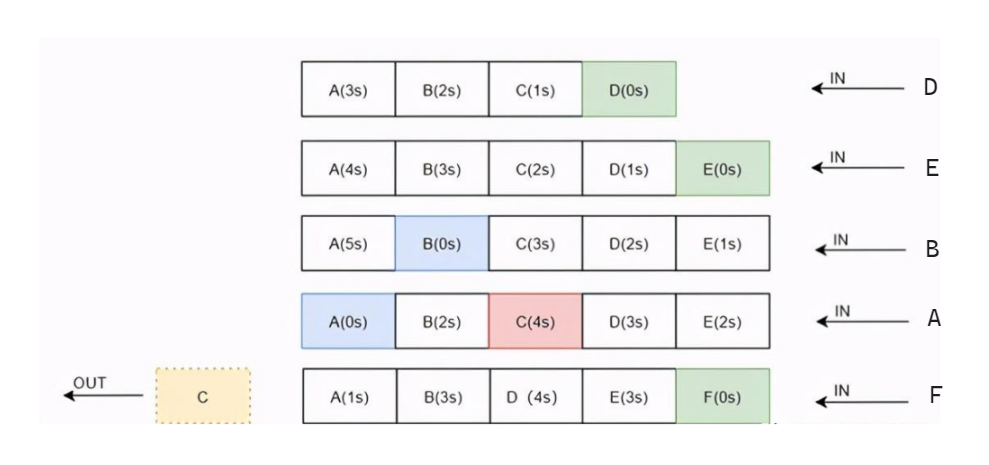 A(3s) B(2s) C(1s) D(0s) IN D
A(4s) B(3s) C(2s) D(1s) E(0s) IN E
A(5s) B(0s) C(3s) D(2s) E(1s) IN B
A(0s) B(2s) C(4s) D(3s) E(2s) IN A
OUT C A(1s) B(3s) D (4s) E(3s) F(0s) IN F